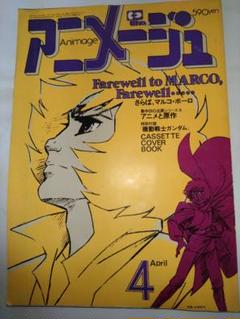 590YEN
アニメージュ
Animage
Farewell to MARCO,
Farewell.....
さらば、マルコ・ポーロ
アニメと原作
機動戦士ガンダム
CASSETTE
COVER
BOOK
4
April